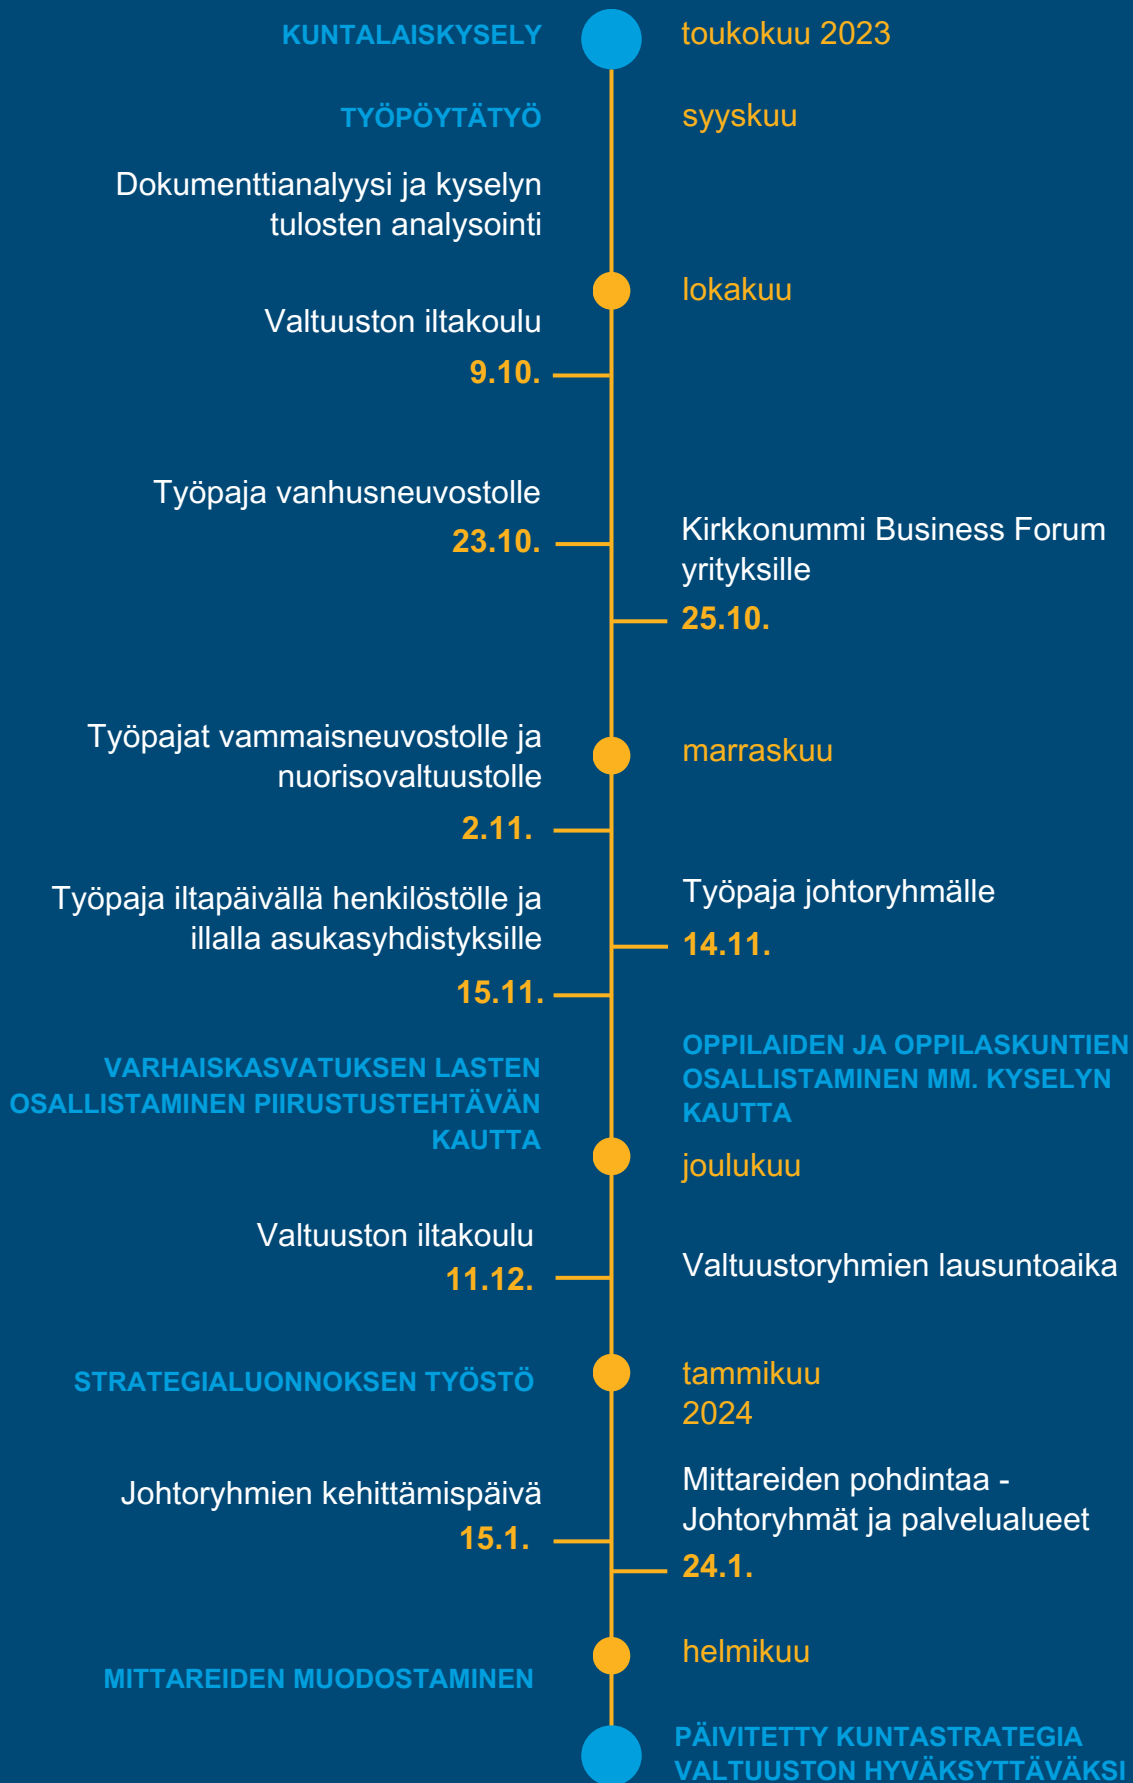 KUNTALAISKYSELY
toukokuu 2023
TYÖPÖYTÄTYÖ
syyskuu
Dokumenttianalyysi ja kyselyn
tulosten analysointi
lokakuu
Valtuuston iltakoulu
9.10.
Työpaja vanhusneuvostolle
23.10.
Kirkkonummi Business Forum
yrityksille
25.10.
Työpajat vammaisneuvostolle ja
nuorisovaltuustolle
2.11.
marraskuu
Työpaja iltapäivällä henkilöstölle ja
illalla asukasyhdistyksille
15.11.
Työpaja johtoryhmälle
14.11.
VARHAISKASVATUKSEN LASTEN
OSALLISTAMINEN PIIRUSTUSTEHTÄVÄN
KAUTTA
OPPILAIDEN JA OPPILASKUNTIEN
OSALLISTAMINEN MM. KYSELYN
KAUTTA
joulukuu
Valtuuston iltakoulu
11.12.
Valtuustoryhmien lausuntoaika
STRATEGIALUONNOKSEN TYÖSTÖ
tammikuu
2024
Johtoryhmien kehittämispäivä
15.1.
Mittareiden pohdintaa -
Johtoryhmät ja palvelualueet
24.1.
helmikuu
MITTAREIDEN MUODOSTAMINEN
PÄIVITETTY KUNTASTRATEGIA
VALTUUSTON HYVÄKSYTTÄVÄKSI